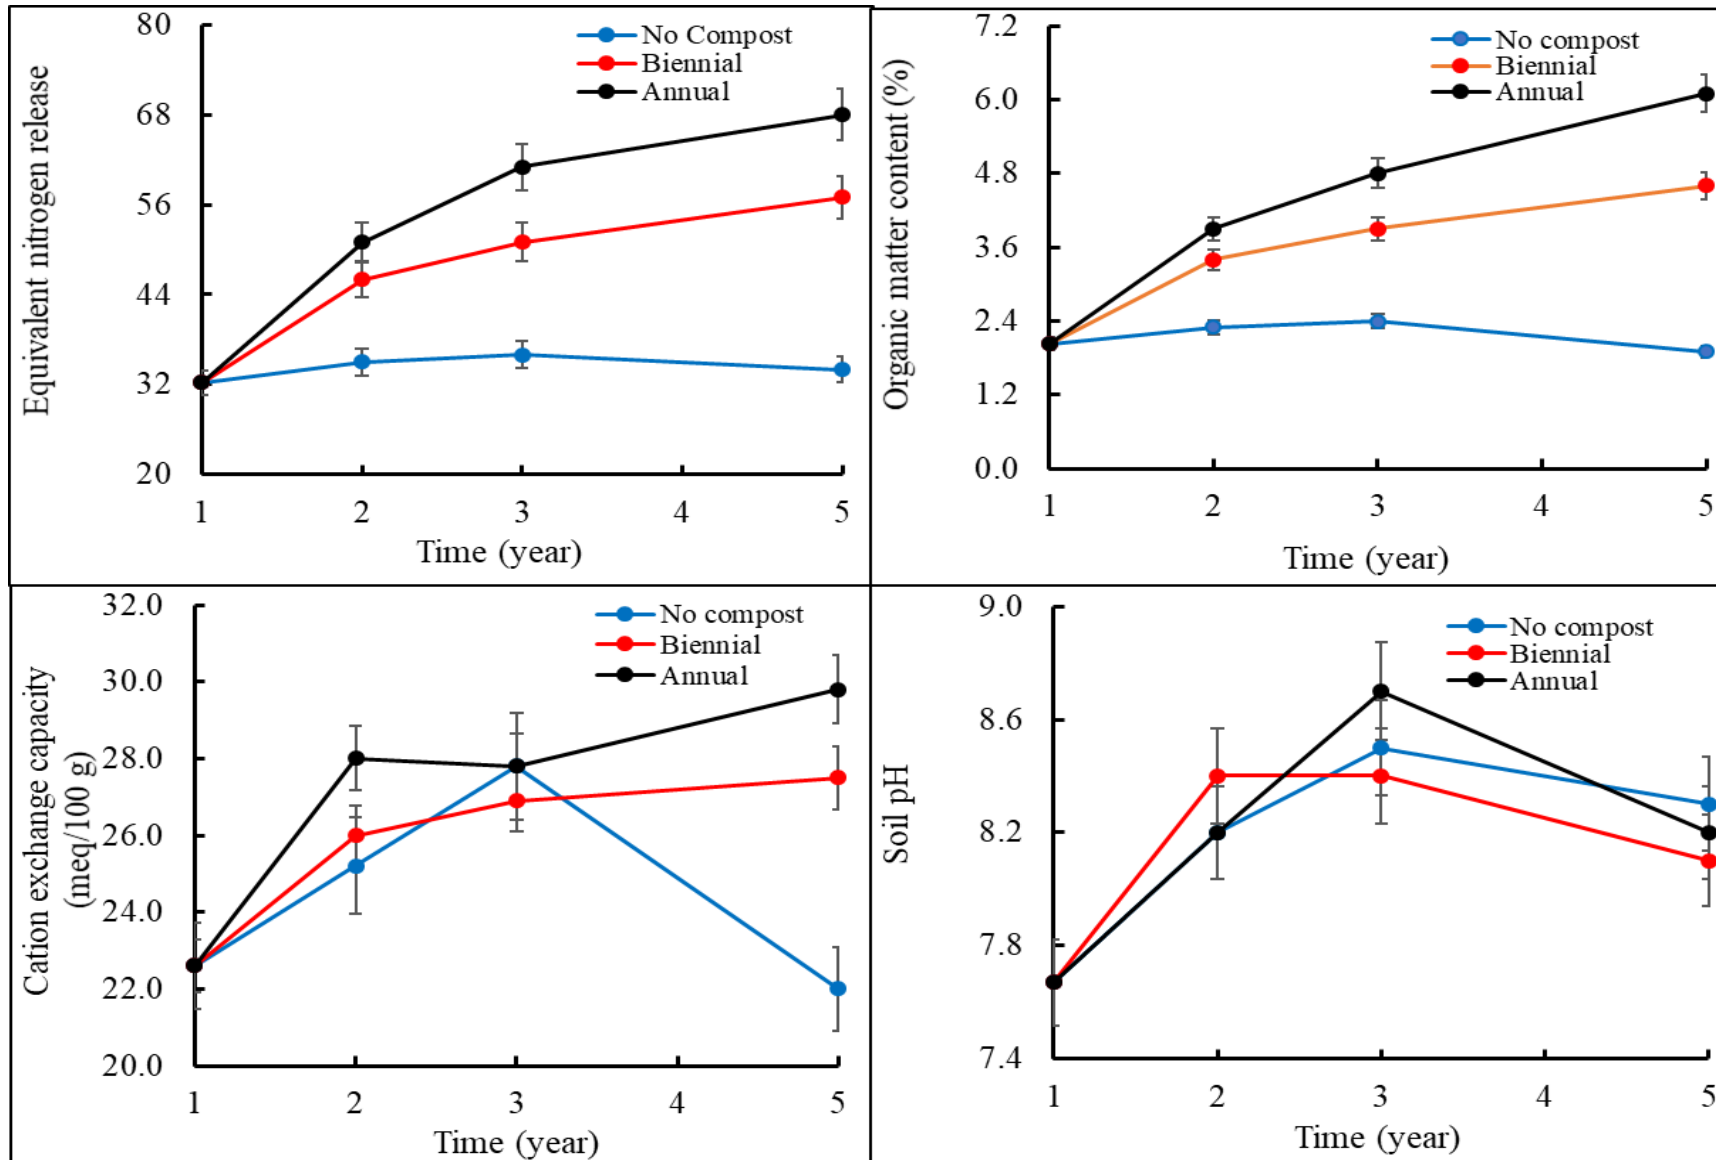 80
68
56
44
32
20
Equivalent nitrogen release
No Compost
Biennial
Annual
1 2 3 4 5
Time (year)
7.2
6.0
4.8
3.6
2.4
1.2
0.0
Organic matter content (%)
No compost
Biennial
Annual
1 2 3 4 5
Time (year)
32.0
30.0
28.0
26.0
24.0
22.0
20.0
Cation exchange capacity
(meq/100 g)
No compost
Biennial
Annual
1 2 3 4 5
Time (year)
9.0
8.6
8.2
7.8
7.4
Soil pH
No compost
Biennial
Annual
1 2 3 4 5
Time (year)